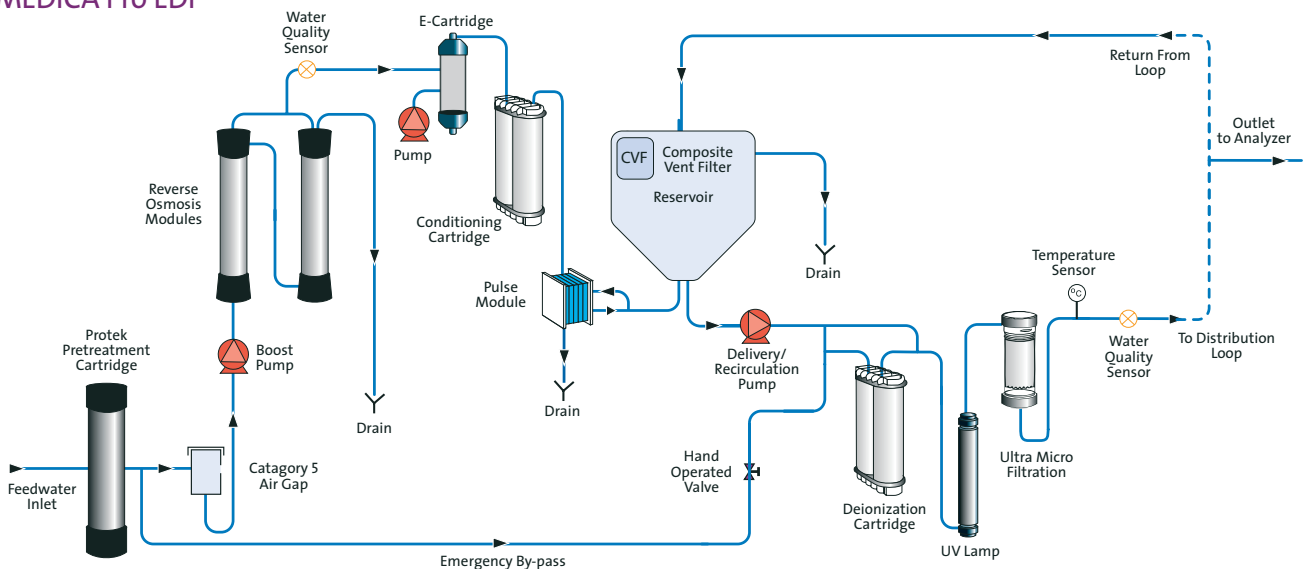 MEDICA Pro EDI
Water
Quality
Sensor
E-Cartridge
Pump
Reverse
Osmosis
Modules
Conditioning
Cartridge
CVF
Composite
Vent Filter
Reservoir
Return From
Loop
Outlet
to Analyzer
Drain
Pulse
Module
Drain
Temperature
Sensor
°C
Protek
Pretreatment
Cartridge
Boost
Pump
Drain
Delivery/
Recirculation
Pump
Water
Quality
Sensor
To Distribution
Loop
Feedwater
Inlet
Catagory 5
Air Gap
Hand
Operated
Valve
Deionization
Cartridge
Ultra Micro
Filtration
UV Lamp
Emergency By-pass